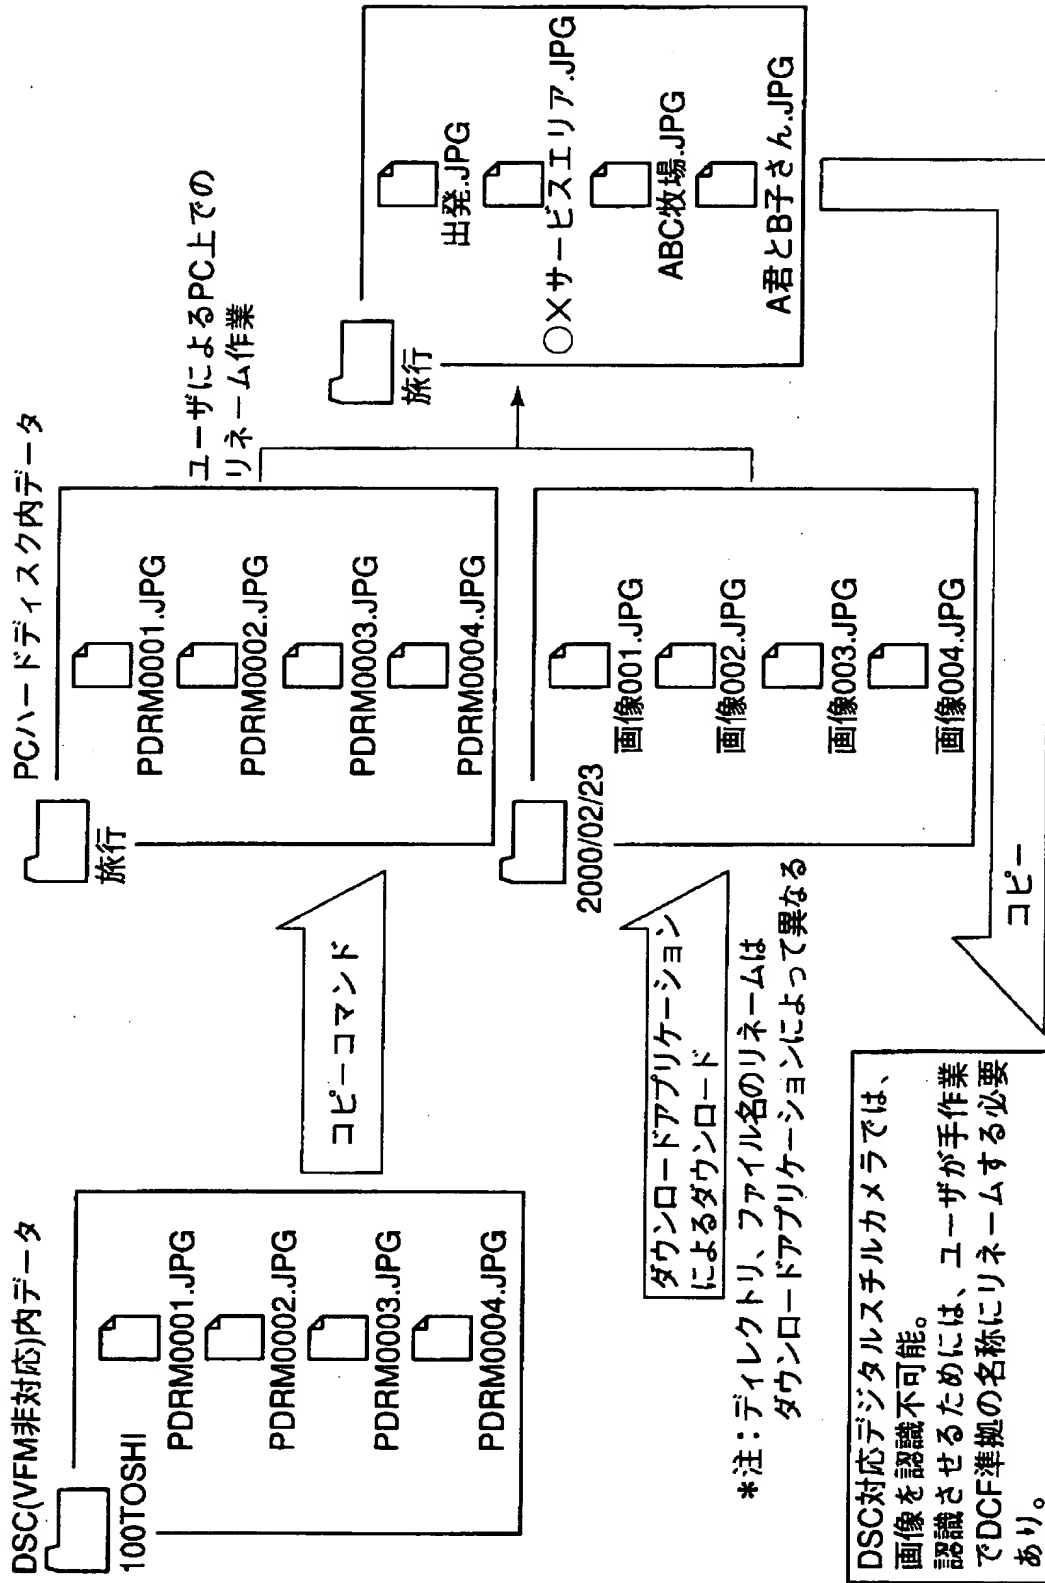 DSC(VFM非対応)内データ
100TOSHI
PDRM0001.JPG
PDRM0002.JPG
PDRM0003.JPG
PDRM0004.JPG
コピーコマンド
PCハードディスク内データ
旅行
PDRM0001.JPG
PDRM0002.JPG
PDRM0003.JPG
PDRM0004.JPG
ダウンロードアプリケーション
によるダウンロード
*注:ディレクトリ、ファイル名のリネームは
ダウンロードアプリケーションによって異なる
2000/02/23
画像001.JPG
画像002.JPG
画像003.JPG
画像004.JPG
ユーザによるPC上での
リネーム作業
旅行
出発.JPG
○×サービスエリア.JPG
ABC牧場.JPG
A君とB子さん.JPG
コピー
DSC対応デジタルスチルカメラでは、
画像を認識不可能。
認識させるためには、ユーザが手作業
でDCF準拠の名称にリネームする必要
あり。